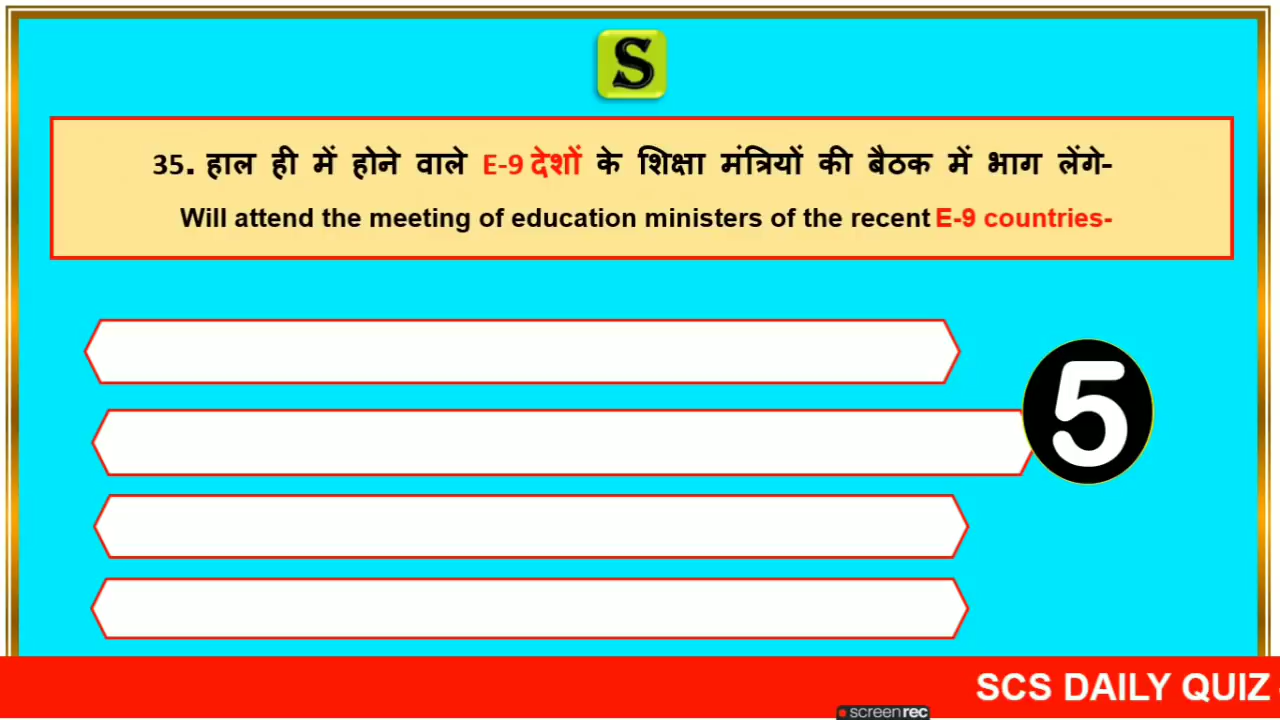 S
35. हाल ही में होने वाले E-9 देशों के शिक्षा मंत्रियों की बैठक में भाग लेंगे-
Will attend the meeting of education ministers of the recent E-9 countries-
5
SCS DAILY QUIZ
screenrec